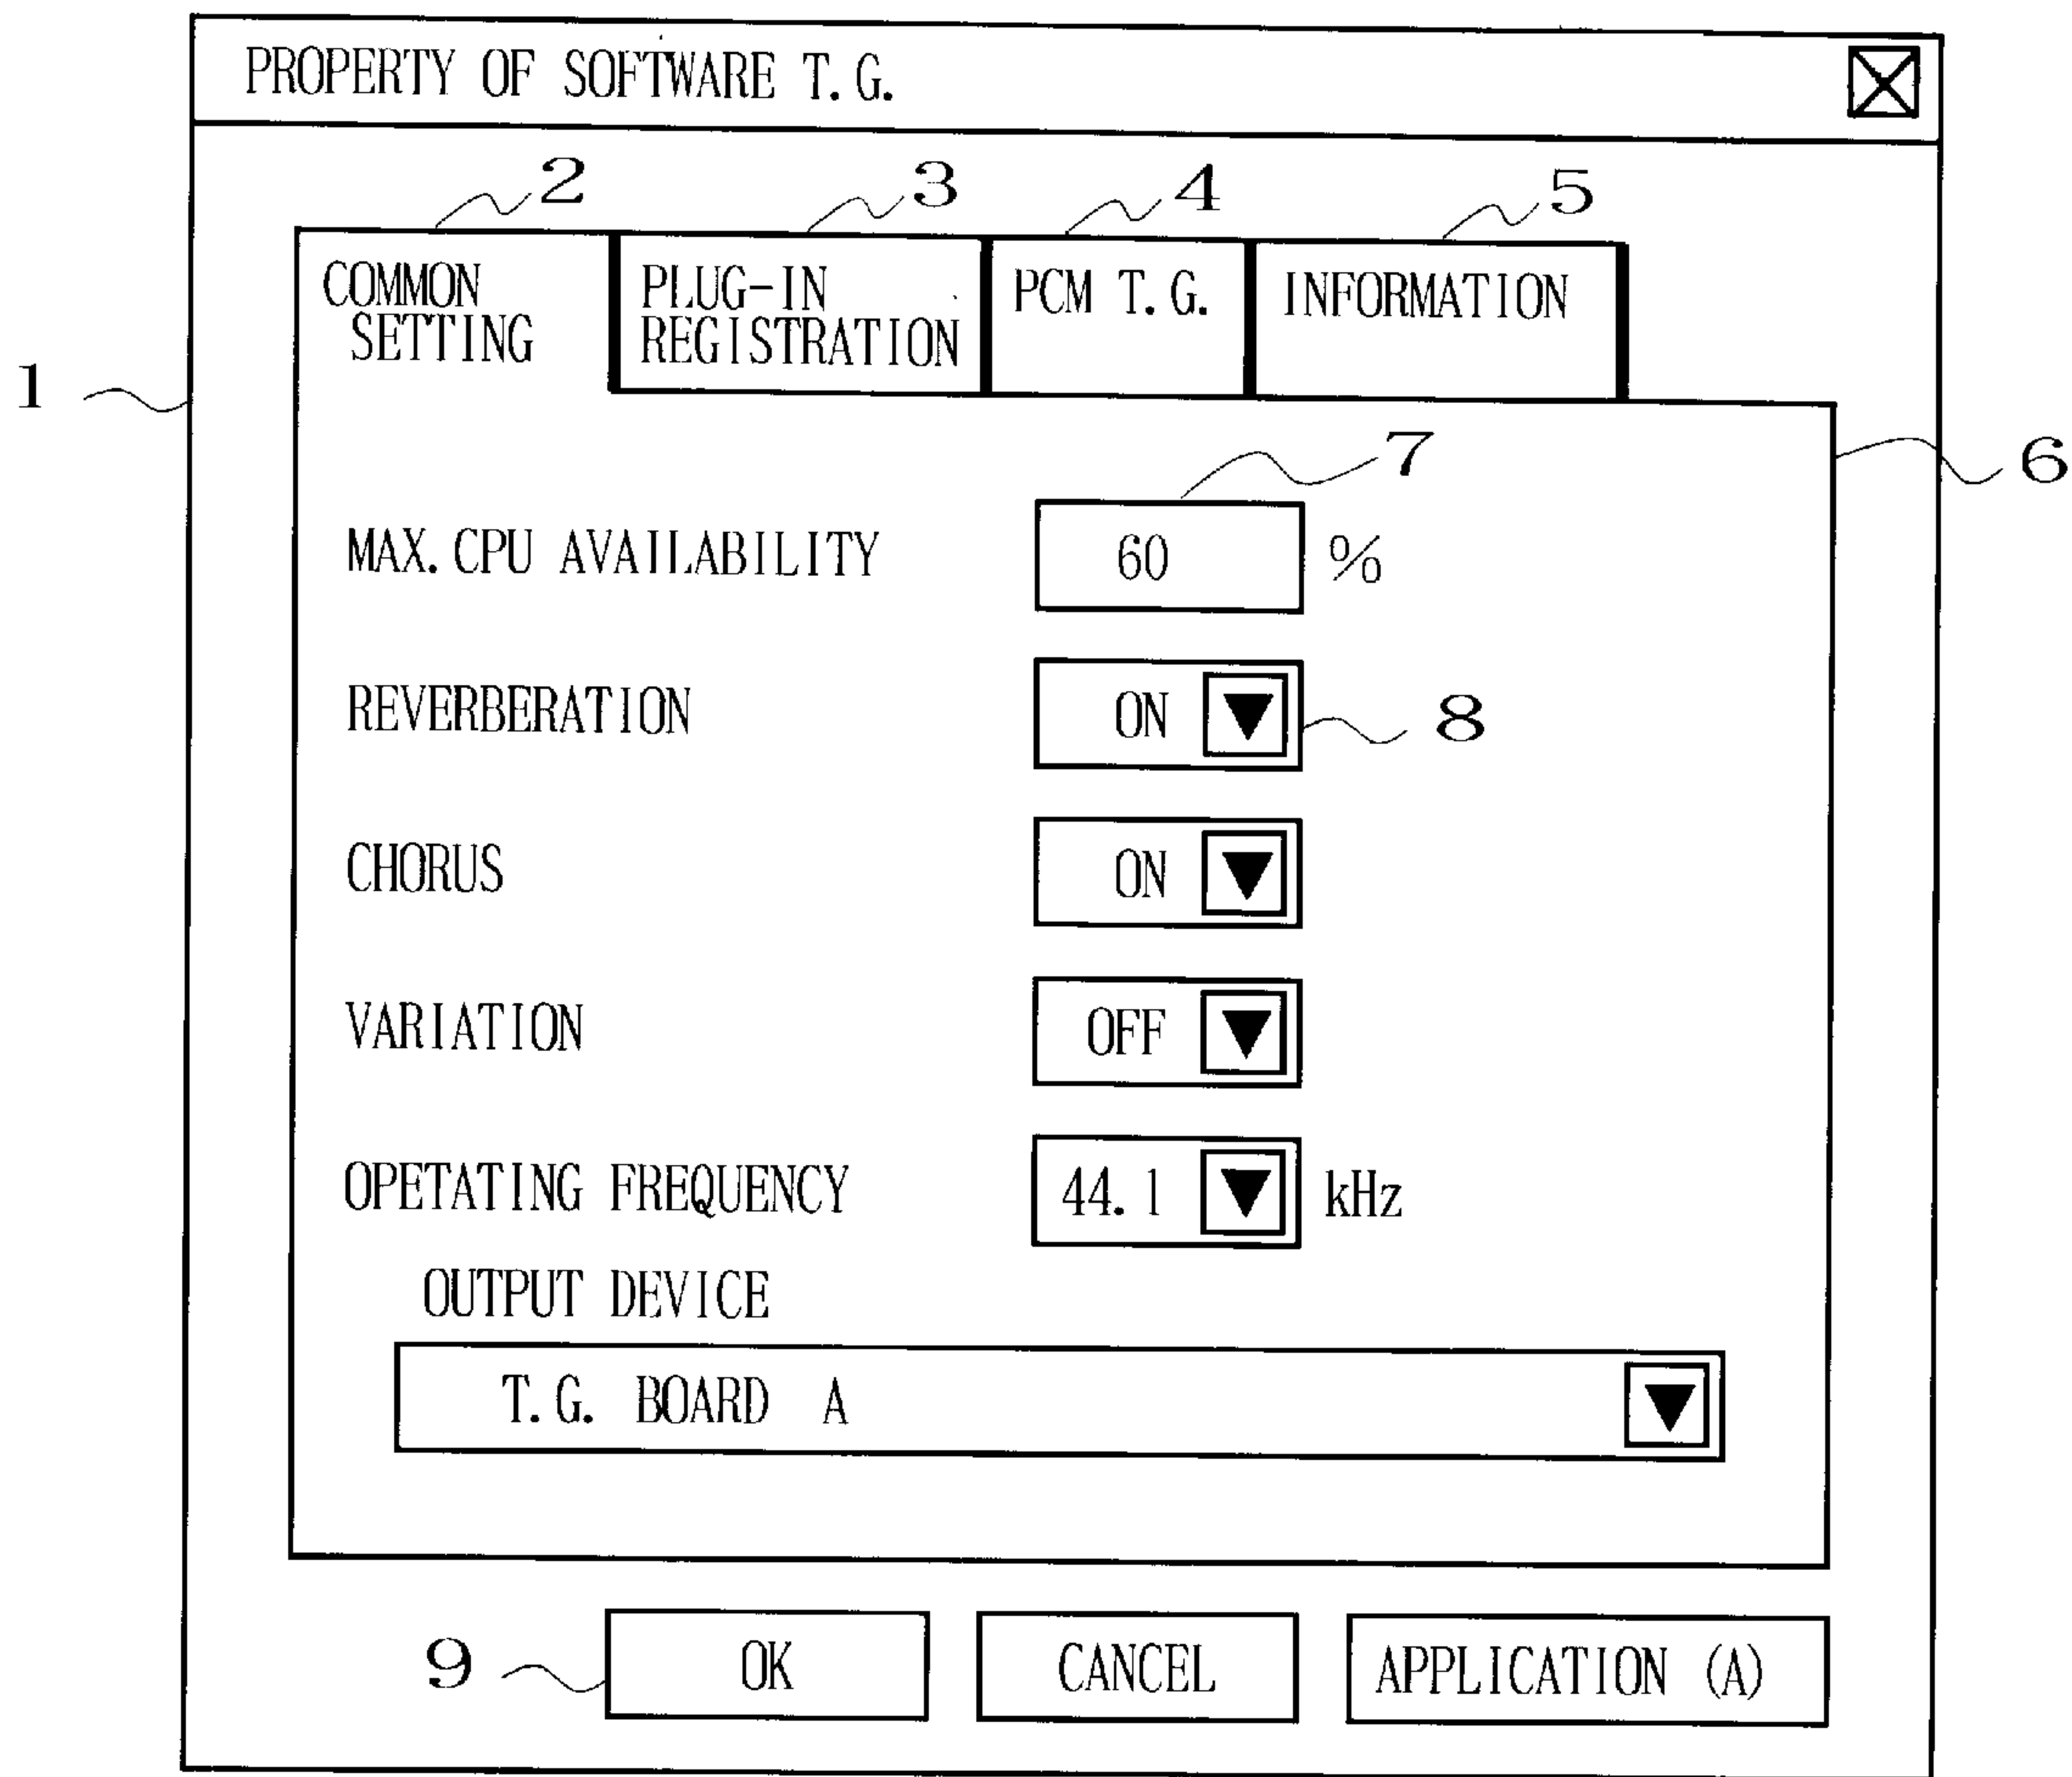 PROPERTY OF SOFTWARE T.G.
2
3
4
5
COMMON
SETTING
PLUG-IN
REGISTRATION
PCM T.G.
INFORMATION
1
6
7
MAX.CPU AVAILABILITY 60 %
REVERBERATION ON 8
CHORUS ON
VARIATION OFF
OPETATING FREQUENCY 44.1 kHz
OUTPUT DEVICE
T.G. BOARD A
9 OK CANCEL APPLICATION (A)